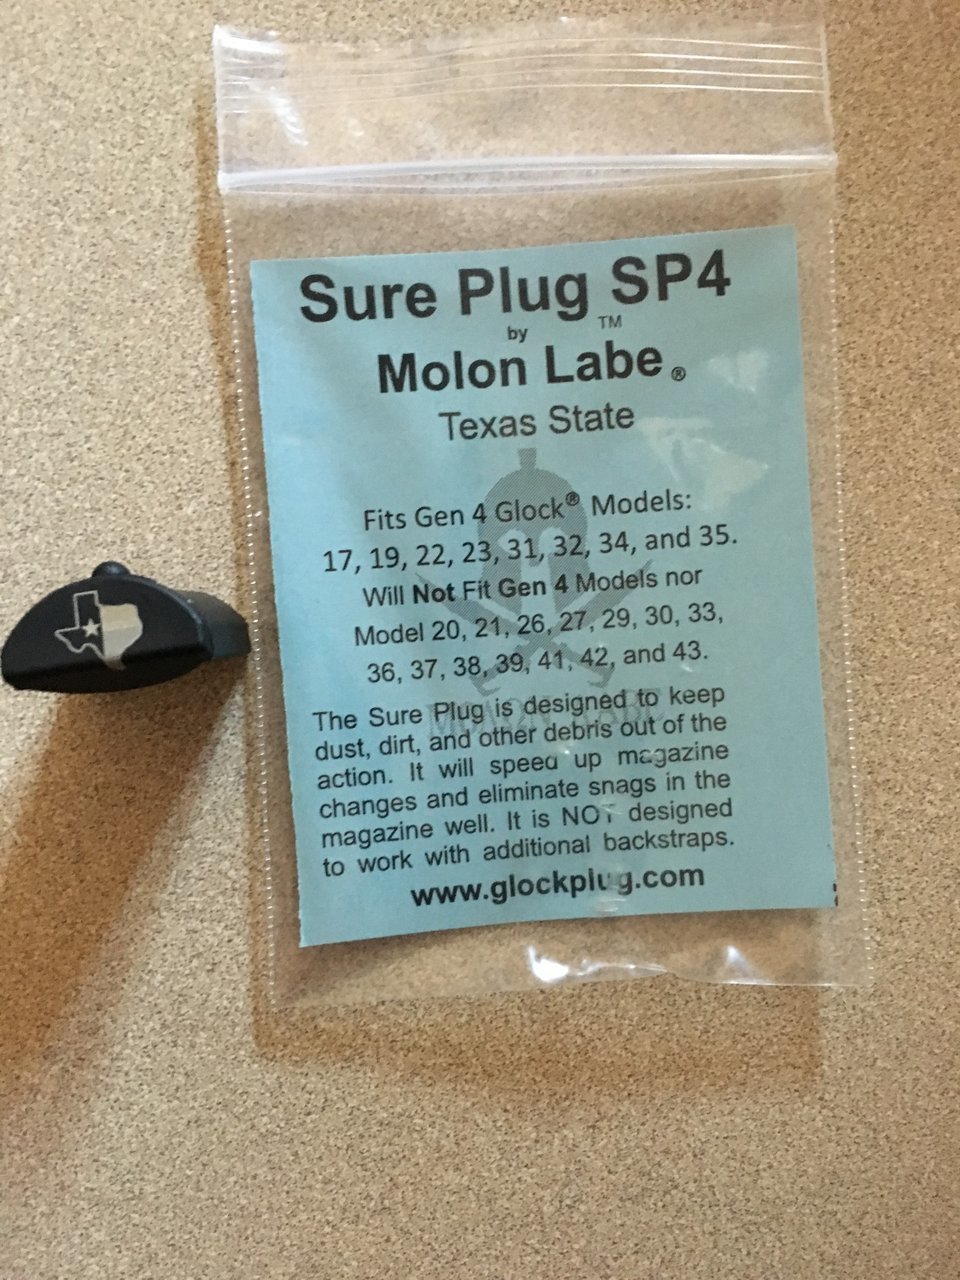 Sure Plug SP4
by TM
Molon Labe ®
Texas State
Fits Gen 4 Glock® Models:
17, 19, 22, 23, 31, 32, 34, and 35.
Will Not Fit Gen 4 Models nor
Model 20, 21, 26, 27, 29, 30, 33,
36, 37, 38, 39, 41, 42, and 43.
The Sure Plug is designed to keep
dust, dirt, and other debris out of the
action. It will speed up magazine
changes and eliminate snags in the
magazine well. It is NOT designed
to work with additional backstraps.
www.glockplug.com